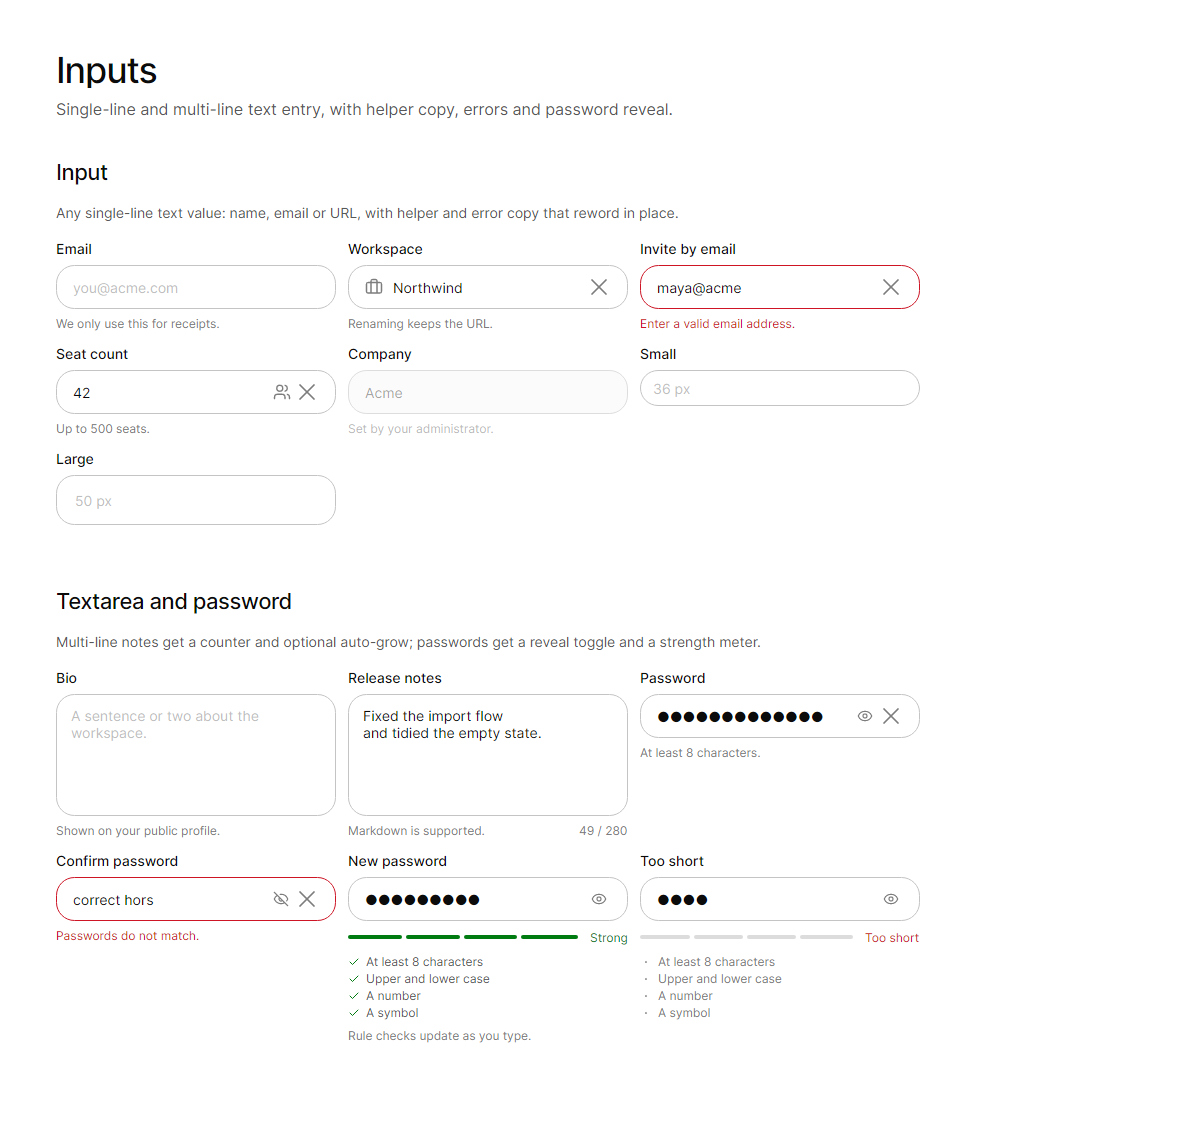 Inputs
Single-line and multi-line text entry, with helper copy, errors and password reveal.
Input
Any single-line text value: name, email or URL, with helper and error copy that reword in place.
Email
you@acme.com
We only use this for receipts.
Workspace
Northwind
Renaming keeps the URL.
Invite by email
maya@acme
Enter a valid email address.
Seat count
42
Up to 500 seats.
Company
Acme
Set by your administrator.
Small
36 px
Large
50 px
Textarea and password
Multi-line notes get a counter and optional auto-grow; passwords get a reveal toggle and a strength meter.
Bio
A sentence or two about the
workspace.
Shown on your public profile.
Release notes
Fixed the import flow
and tidied the empty state.
Markdown is supported.
49 / 280
Password
●●●●●●●●●●●●●
At least 8 characters.
Confirm password
correct hors
Passwords do not match.
New password
●●●●●●●●●
Strong
At least 8 characters
Upper and lower case
A number
A symbol
Rule checks update as you type.
Too short
●●●●
Too short
At least 8 characters
Upper and lower case
A number
A symbol